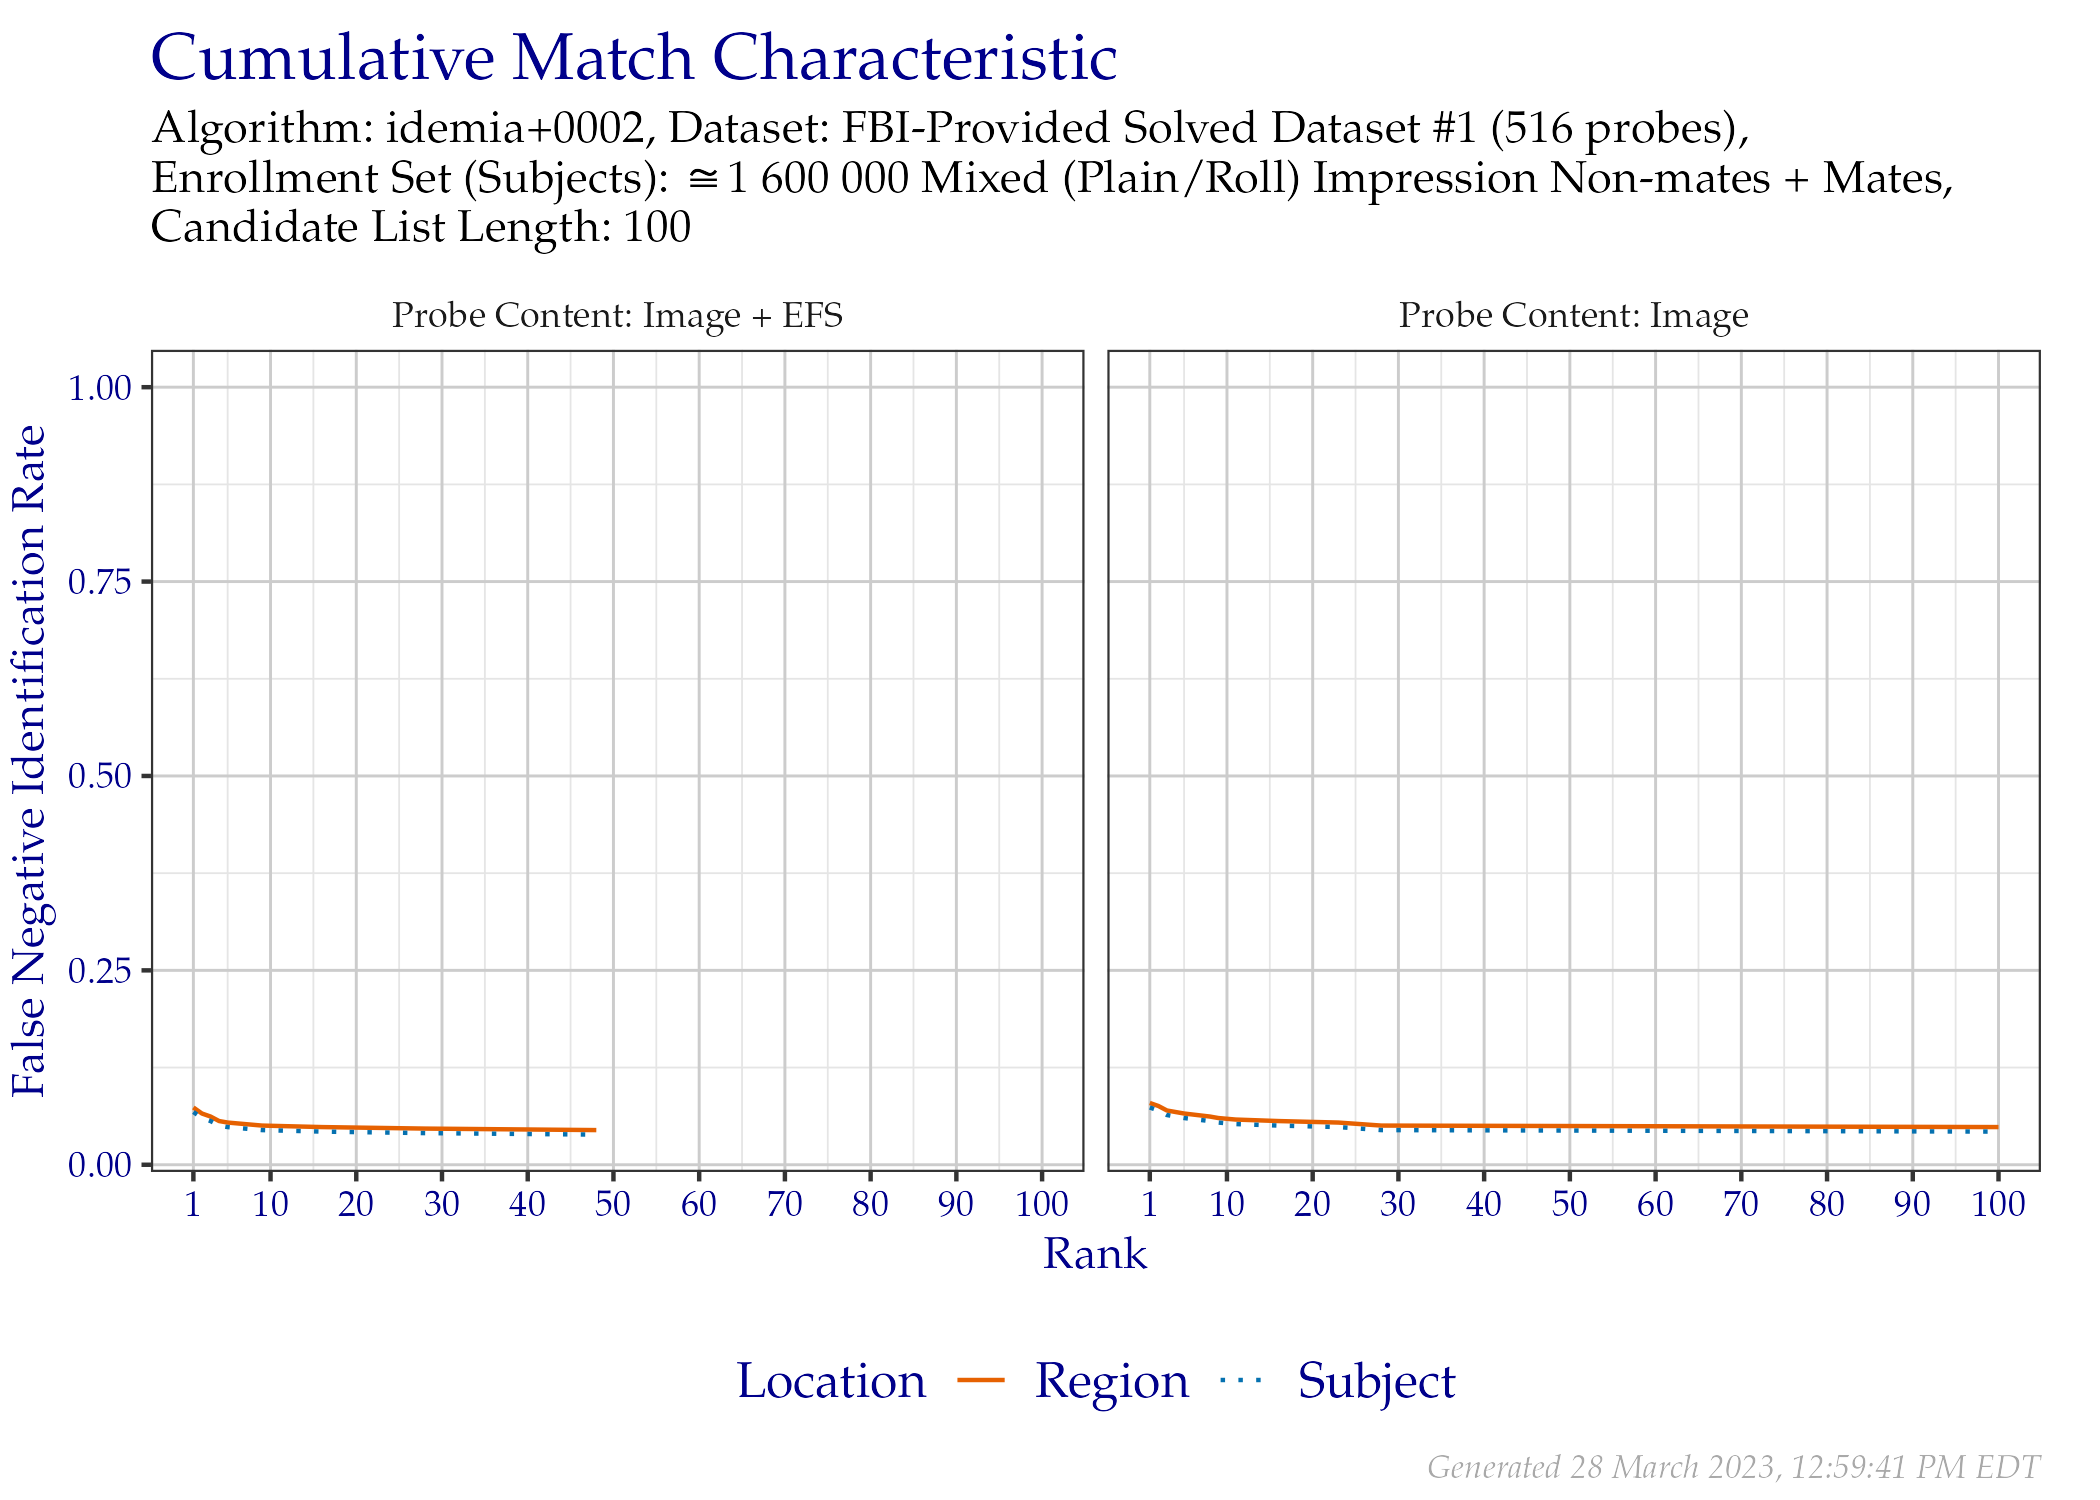 Cumulative Match Characteristic
Algorithm: idemia+0002, Dataset: FBI-Provided Solved Dataset #1 (516 probes),
Enrollment Set (Subjects): ≅1 600 000 Mixed (Plain/Roll) Impression Non-mates + Mates,
Candidate List Length: 100
Probe Content: Image + EFS
Probe Content: Image
False Negative Identification Rate
1.00
0.75
0.50
0.25
0.00
1 10 20 30 40 50 60 70 80 90 100
1 10 20 30 40 50 60 70 80 90 100
Rank
Location Region Subject
Generated 28 March 2023, 12:59:41 PM EDT